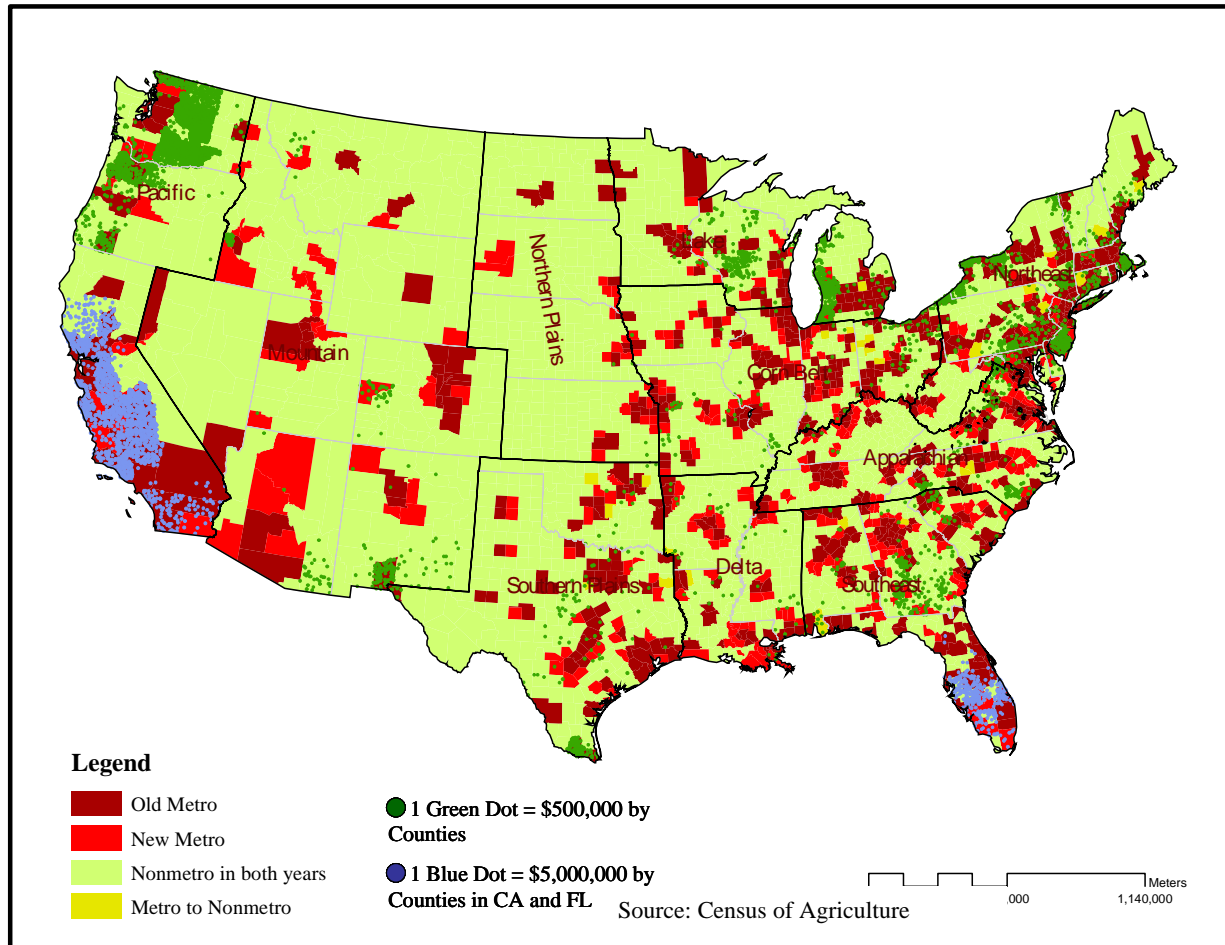 Pacific
Northern Plains
Lake
Northeast
Mountain
Corn Belt
Appalachian
Delta
Southern Plains
Southeast
Legend
Old Metro
New Metro
Nonmetro in both years
Metro to Nonmetro
1 Green Dot = $500,000 by
Counties
1 Blue Dot = $5,000,000 by
Counties in CA and FL
Source: Census of Agriculture
Meters
,000
1,140,000